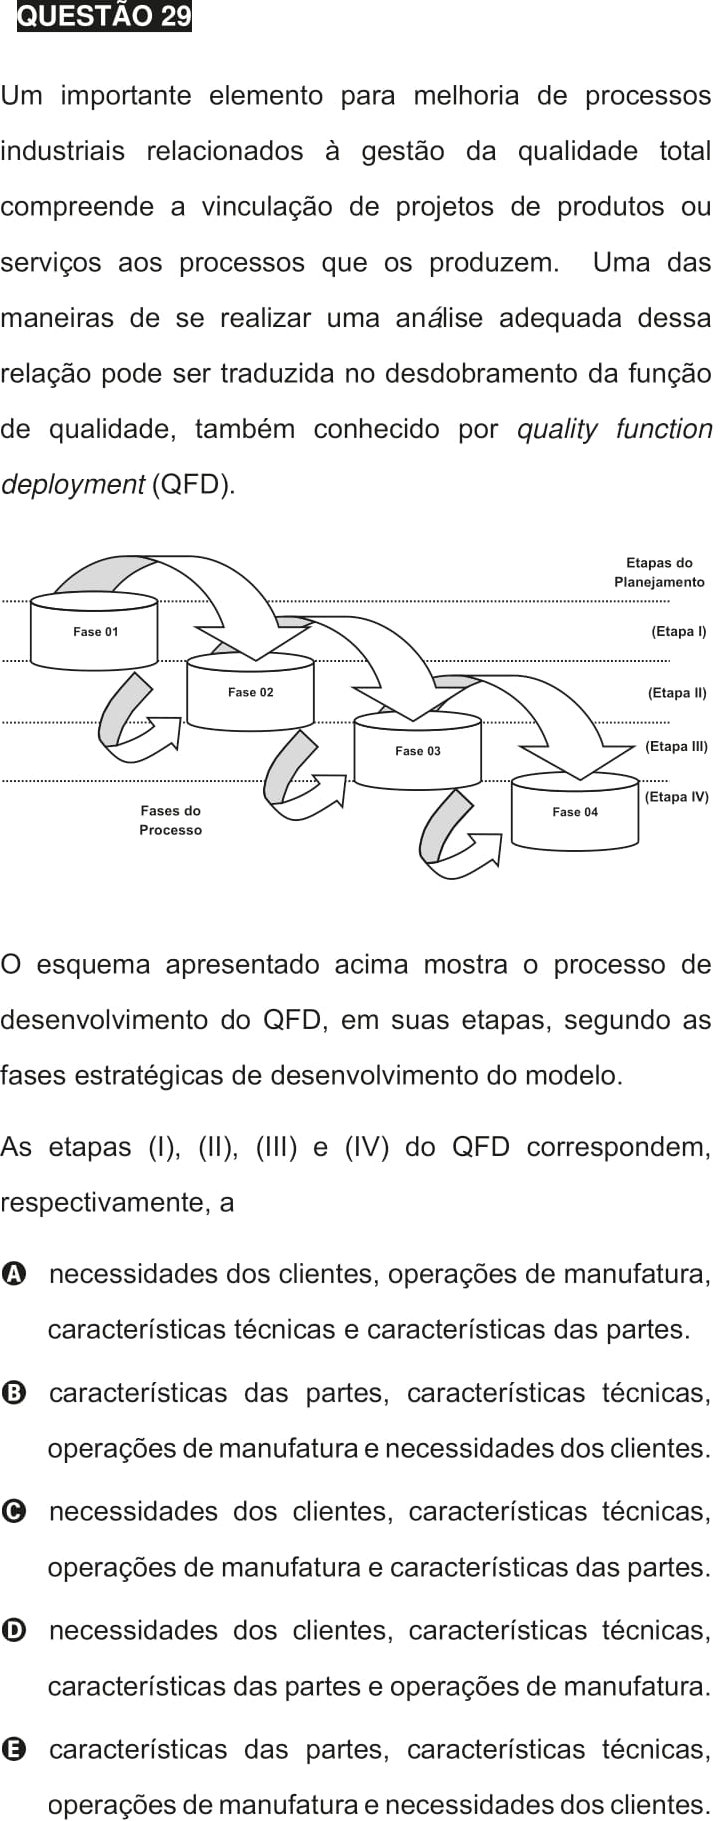 QUESTÃO 29
Um importante elemento para melhoria de processos
industriais relacionados à gestão da qualidade total
compreende a vinculação de projetos de produtos ou
serviços aos processos que os produzem. Uma das
maneiras de se realizar uma análise adequada dessa
relação pode ser traduzida no desdobramento da função
de qualidade, também conhecido por quality function
deployment (QFD).
Etapas do
Planejamento
Fase 01
(Etapa I)
Fase 02
(Etapa II)
Fase 03
(Etapa III)
Fase 04
(Etapa IV)
Fases do
Processo
O esquema apresentado acima mostra o processo de
desenvolvimento do QFD, em suas etapas, segundo as
fases estratégicas de desenvolvimento do modelo.
As etapas (I), (II), (III) e (IV) do QFD correspondem,
respectivamente, a
A necessidades dos clientes, operações de manufatura,
características técnicas e características das partes.
B características das partes, características técnicas,
operações de manufatura e necessidades dos clientes.
C necessidades dos clientes, características técnicas,
operações de manufatura e características das partes.
D necessidades dos clientes, características técnicas,
características das partes e operações de manufatura.
E características das partes, características técnicas,
operações de manufatura e necessidades dos clientes.